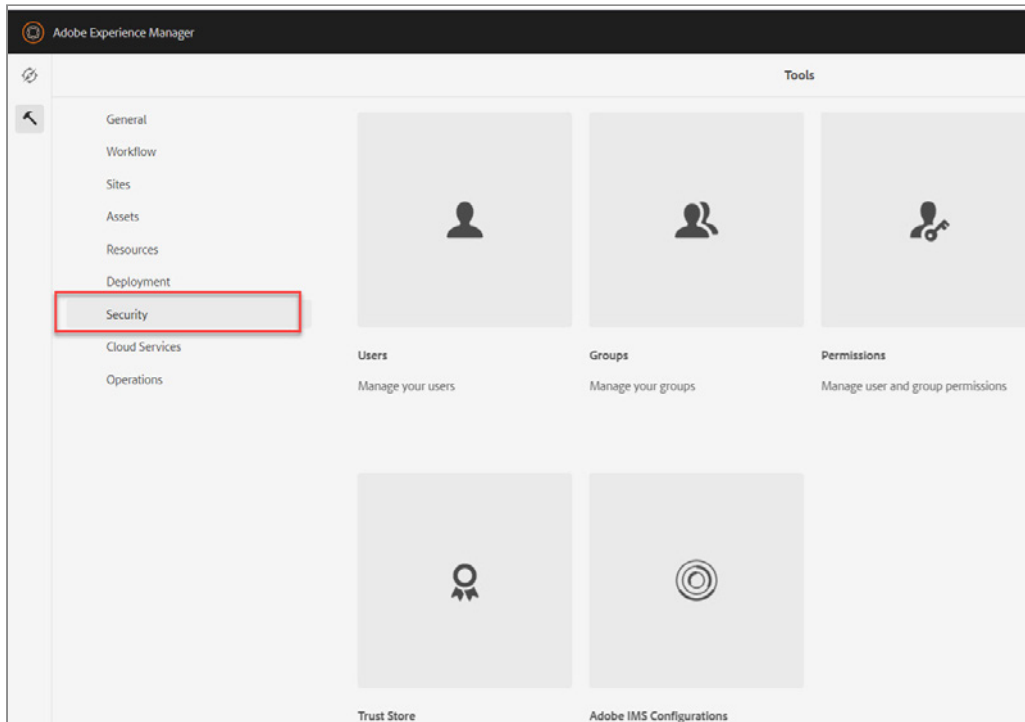 Adobe Experience Manager
Tools
General
Workflow
Sites
Assets
Resources
Deployment
Security
Cloud Services
Operations
Users
Groups
Permissions
Manage your users
Manage your groups
Manage user and group permissions
Trust Store
Adobe IMS Configurations